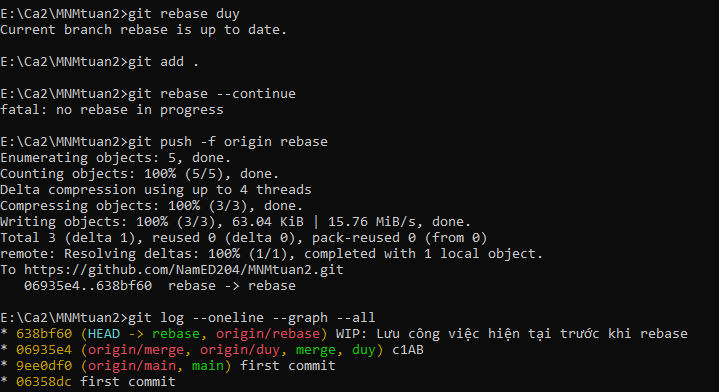 E:\Ca2\MNMtuan2>git rebase duy
Current branch rebase is up to date.
E:\Ca2\MNMtuan2>git add .
E:\Ca2\MNMtuan2>git rebase --continue
fatal: no rebase in progress
E:\Ca2\MNMtuan2>git push -f origin rebase
Enumerating objects: 5, done.
Counting objects: 100% (5/5), done.
Delta compression using up to 4 threads
Compressing objects: 100% (3/3), done.
Writing objects: 100% (3/3), 63.04 KiB | 15.76 MiB/s, done.
Total 3 (delta 1), reused 0 (delta 0), pack-reused 0 (from 0)
remote: Resolving deltas: 100% (1/1), completed with 1 local object.
To https://github.com/NamED204/MNMtuan2.git
   06935e4..638bf60  rebase -> rebase
E:\Ca2\MNMtuan2>git log --oneline --graph --all
* 638bf60 (HEAD -> rebase, origin/rebase) WIP: Lưu công việc hiện tại trước khi rebase
* 06935e4 (origin/merge, origin/duy, merge, duy) c1AB
* 9ee0df0 (origin/main, main) first commit
* 06358dc first commit